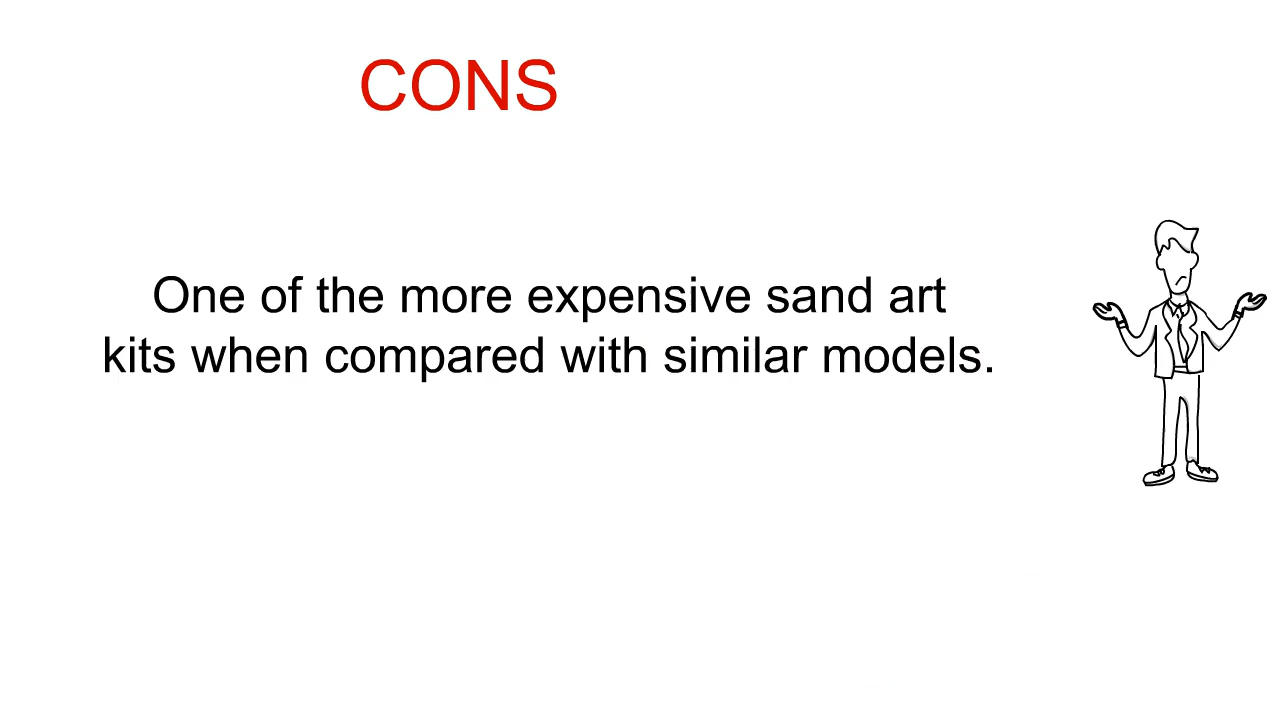 CONS
One of the more expensive sand art
kits when compared with similar models.